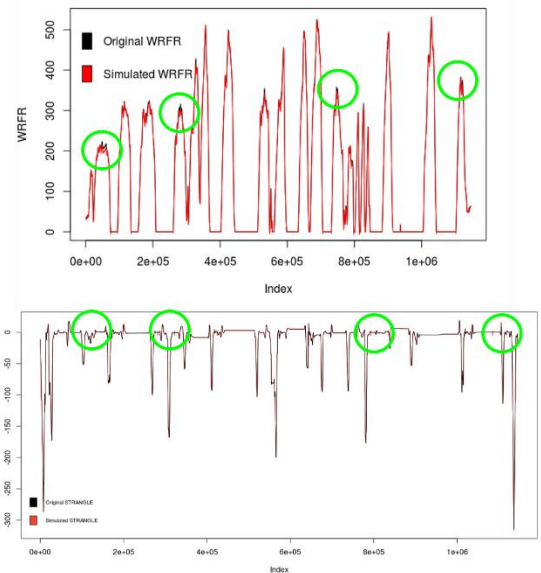 500
400
300
200
100
0
WRFR
Original WRFR
Simulated WRFR
0e+00 2e+05 4e+05 6e+05 8e+05 1e+06
Index
0
-50
-100
-150
-200
-250
-300
Original STRANGLE
Simulated STRANGLE
0e+00 2e+05 4e+05 6e+05 8e+05 1e+06
Index